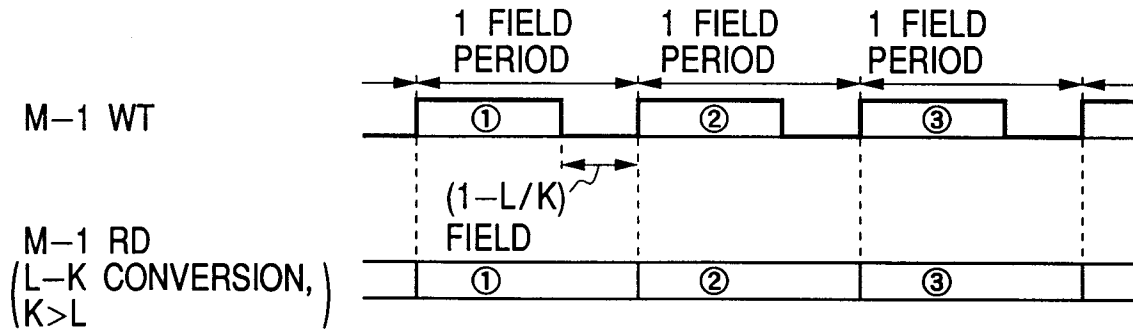 1 FIELD PERIOD
1 FIELD PERIOD
1 FIELD PERIOD
M-1 WT
① ② ③
(1-L/K) FIELD
M-1 RD
(L-K CONVERSION, K>L)
① ② ③